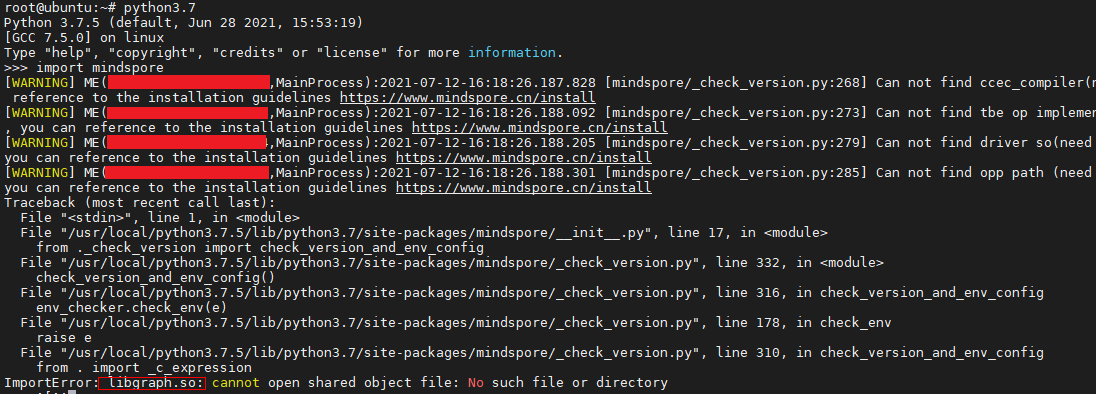 root@ubuntu:~# python3.7
Python 3.7.5 (default, Jun 28 2021, 15:53:19)
[GCC 7.5.0] on linux
Type "help", "copyright", "credits" or "license" for more information.
>>> import mindspore
[WARNING] ME( ,MainProcess):2021-07-12-16:18:26.187.828 [mindspore/_check_version.py:268] Can not find ccec_compiler(
reference to the installation guidelines https://www.mindspore.cn/install
[WARNING] ME( ,MainProcess):2021-07-12-16:18:26.188.092 [mindspore/_check_version.py:273] Can not find tbe op implemen
, you can reference to the installation guidelines https://www.mindspore.cn/install
[WARNING] ME( ,MainProcess):2021-07-12-16:18:26.188.205 [mindspore/_check_version.py:279] Can not find driver so(need
you can reference to the installation guidelines https://www.mindspore.cn/install
[WARNING] ME( ,MainProcess):2021-07-12-16:18:26.188.301 [mindspore/_check_version.py:285] Can not find opp path (need
you can reference to the installation guidelines https://www.mindspore.cn/install
Traceback (most recent call last):
File "<stdin>", line 1, in <module>
File "/usr/local/python3.7.5/lib/python3.7/site-packages/mindspore/__init__.py", line 17, in <module>
from ._check_version import check_version_and_env_config
File "/usr/local/python3.7.5/lib/python3.7/site-packages/mindspore/_check_version.py", line 332, in <module>
check_version_and_env_config()
File "/usr/local/python3.7.5/lib/python3.7/site-packages/mindspore/_check_version.py", line 316, in check_version_and_env_config
env_checker.check_env(e)
File "/usr/local/python3.7.5/lib/python3.7/site-packages/mindspore/_check_version.py", line 178, in check_env
raise e
File "/usr/local/python3.7.5/lib/python3.7/site-packages/mindspore/_check_version.py", line 310, in check_version_and_env_config
from . import _c_expression
ImportError: libgraph.so: cannot open shared object file: No such file or directory